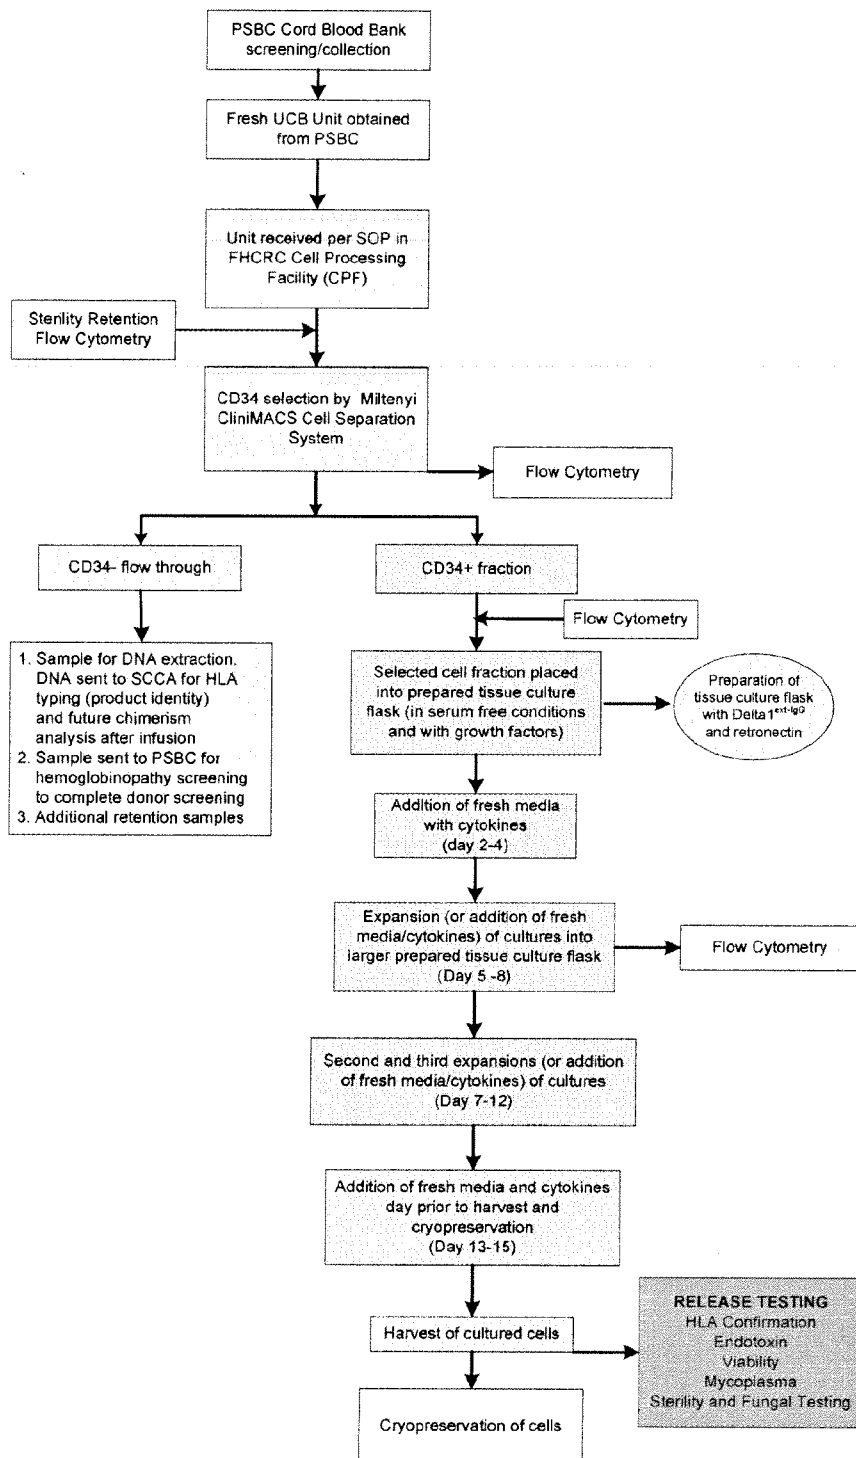 PSBC Cord Blood Bank
screening/collection
Fresh UCB Unit obtained
from PSBC
Unit received per SOP in
FHCRC Cell Processing
Facility (CPF)
Sterility Retention
Flow Cytometry
CD34 selection by Miltenyi
CliniMACS Cell Separation
System
Flow Cytometry
CD34- flow through
CD34+ fraction
Flow Cytometry
1. Sample for DNA extraction.
DNA sent to SCCA for HLA
typing (product identity)
and future chimerism
analysis after infusion
2. Sample sent to PSBC for
hemoglobinopathy screening
to complete donor screening
3. Additional retention samples
Selected cell fraction placed
into prepared tissue culture
flask (in serum free conditions
and with growth factors)
Preparation of
tissue culture flask
with Delta1ext-IgG
and retronectin
Addition of fresh media
with cytokines
(day 2-4)
Expansion (or addition of fresh
media/cytokines) of cultures into
larger prepared tissue culture flask
(Day 5 -8)
Flow Cytometry
Second and third expansions (or addition
of fresh media/cytokines) of cultures
(Day 7-12)
Addition of fresh media and cytokines
day prior to harvest and
cryopreservation
(Day 13-15)
Harvest of cultured cells
RELEASE TESTING
HLA Confirmation
Endotoxin
Viability
Mycoplasma
Sterility and Fungal Testing
Cryopreservation of cells